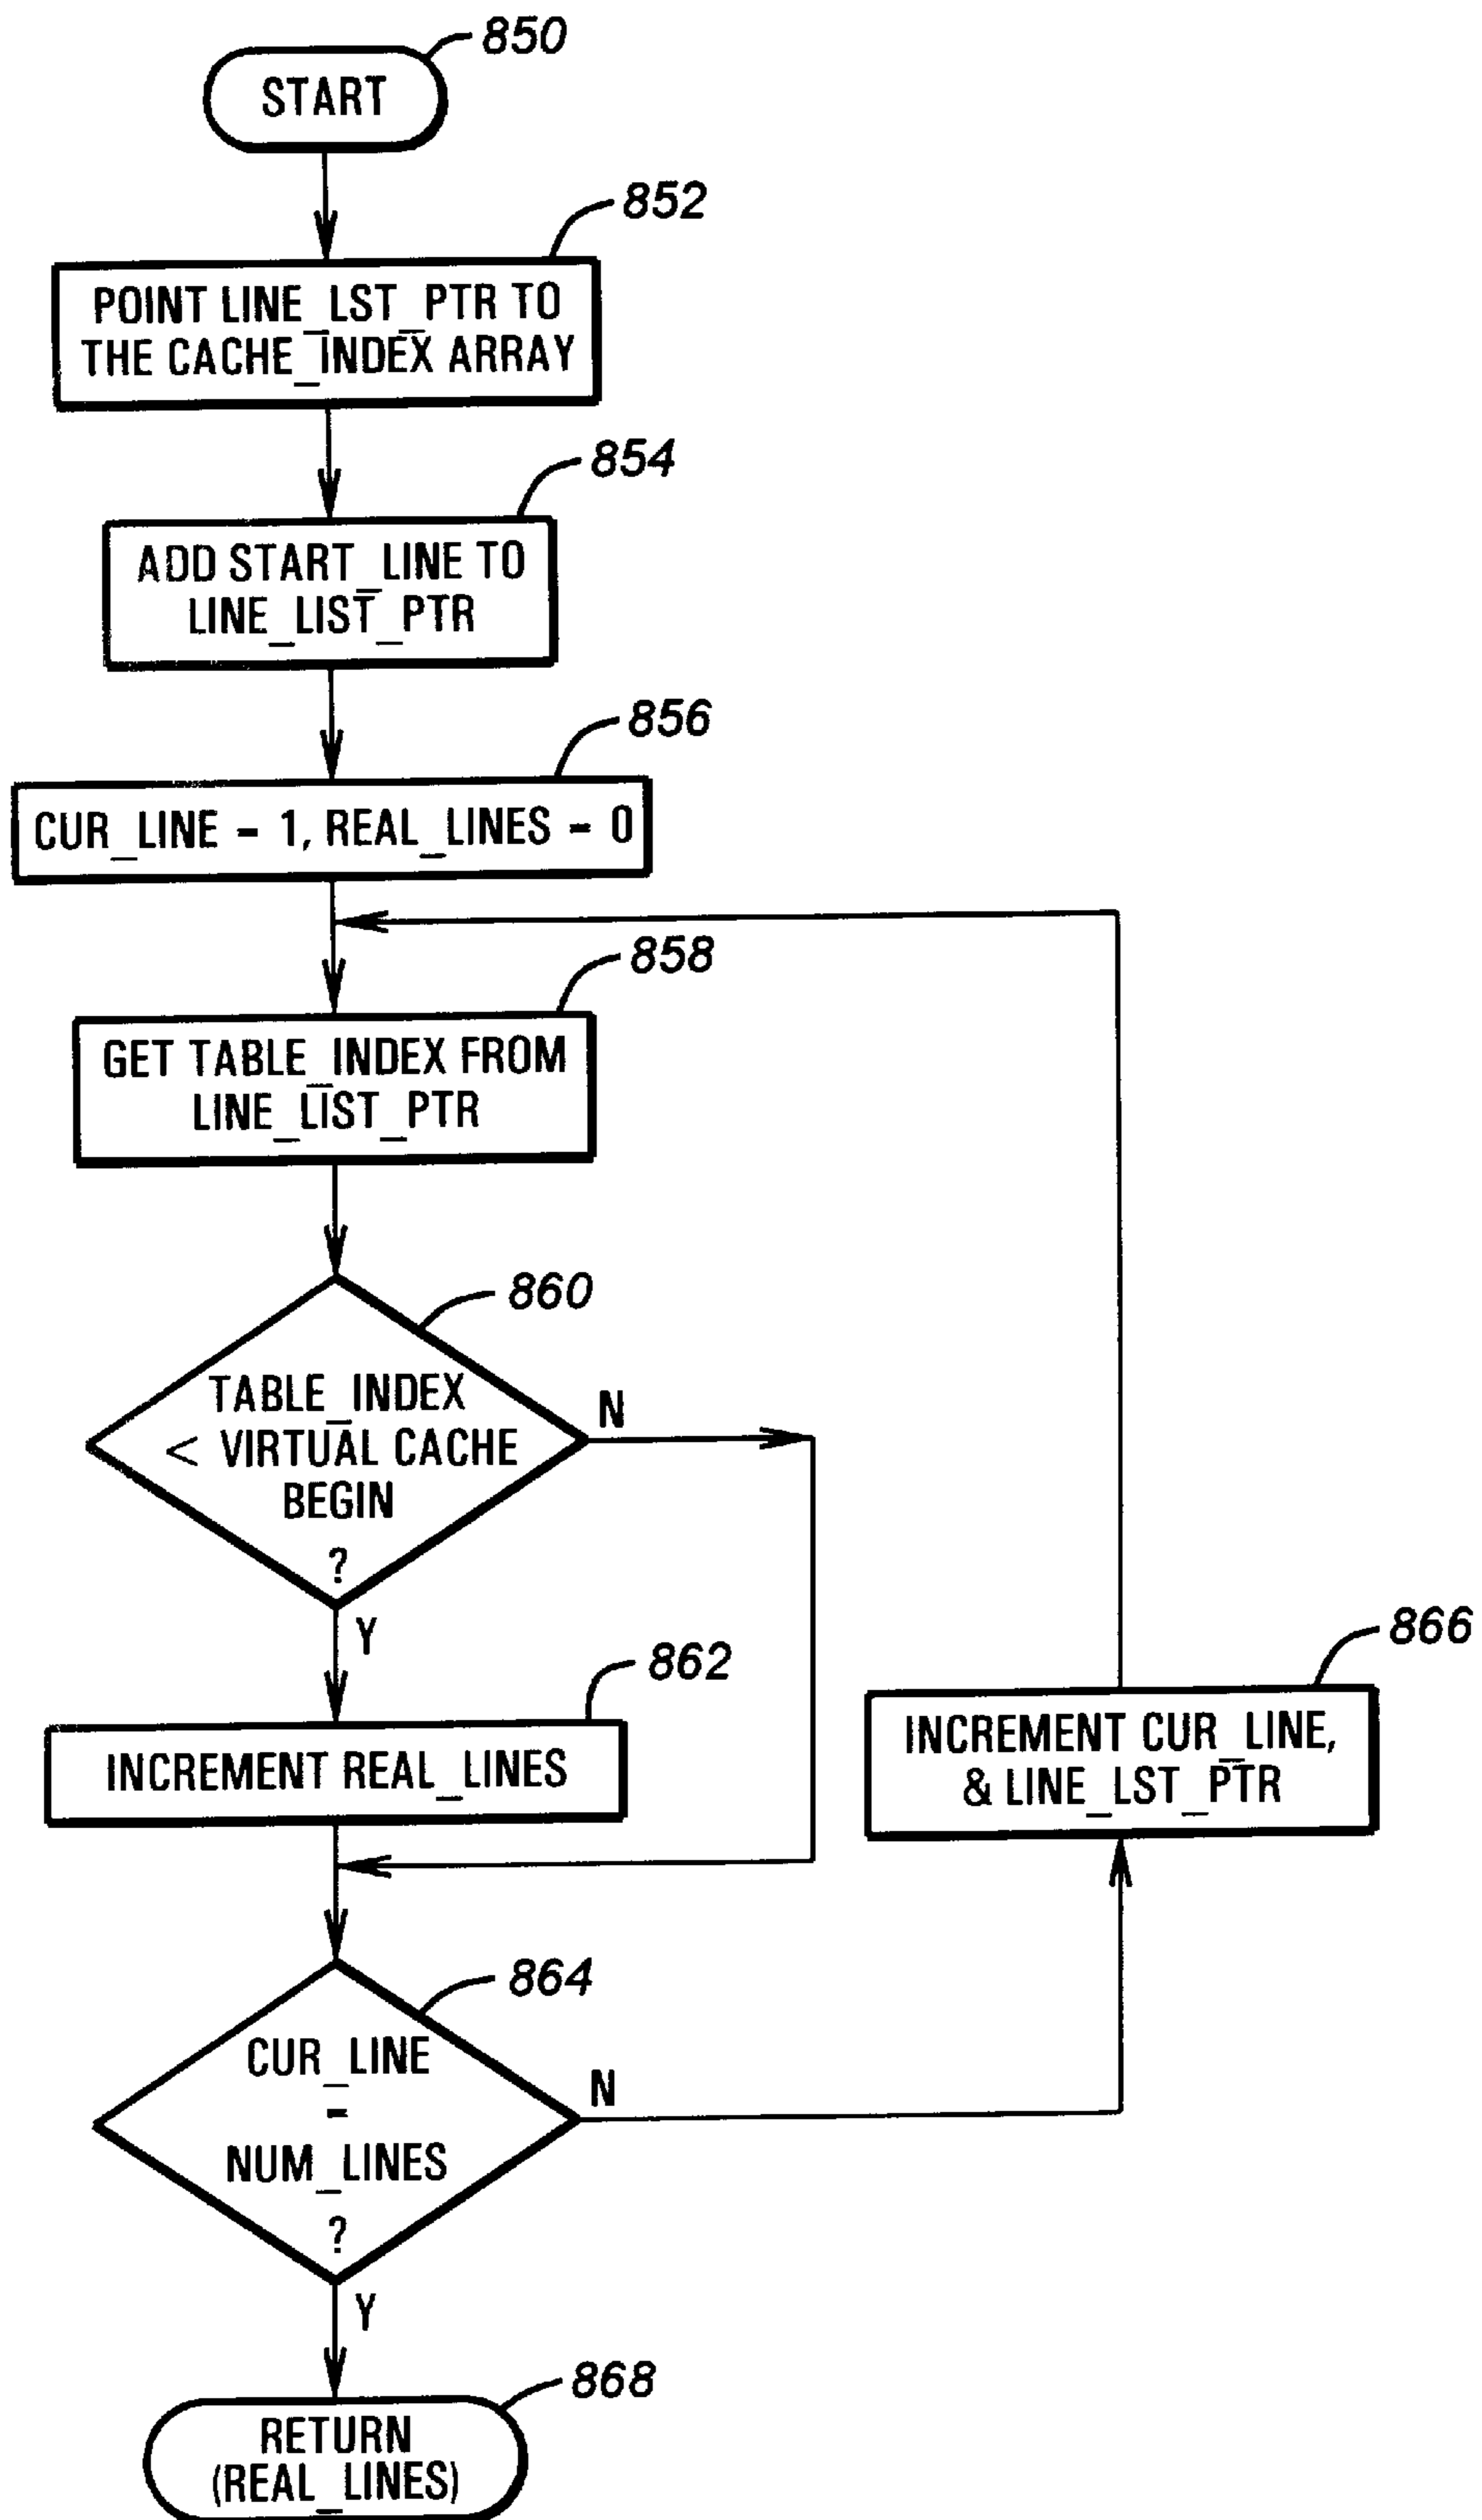 850
START
852
POINT LINE_LST_PTR TO
THE CACHE_INDEX ARRAY
854
ADD START_LINE TO
LINE_LIST_PTR
856
CUR_LINE = 1, REAL_LINES = 0
858
GET TABLE_INDEX FROM
LINE_LIST_PTR
860
TABLE_INDEX
< VIRTUAL CACHE
BEGIN
?
N
Y
862
INCREMENT REAL_LINES
866
INCREMENT CUR_LINE,
& LINE_LST_PTR
864
CUR_LINE
=
NUM_LINES
?
N
Y
868
RETURN
(REAL_LINES)